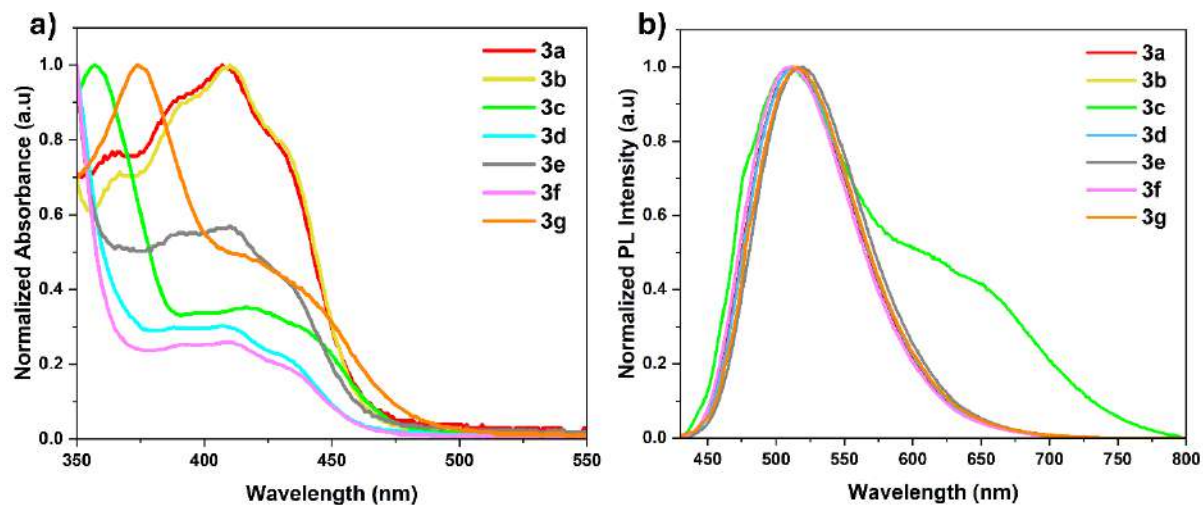 a)
3a
3b
3c
3d
3e
3f
3g
1.0
0.8
0.6
0.4
0.2
0.0
Normalized Absorbance (a.u)
350
400
450
500
550
Wavelength (nm)
b)
3a
3b
3c
3d
3e
3f
3g
1.0
0.8
0.6
0.4
0.2
0.0
Normalized PL Intensity (a.u)
450
500
550
600
650
700
750
800
Wavelength (nm)